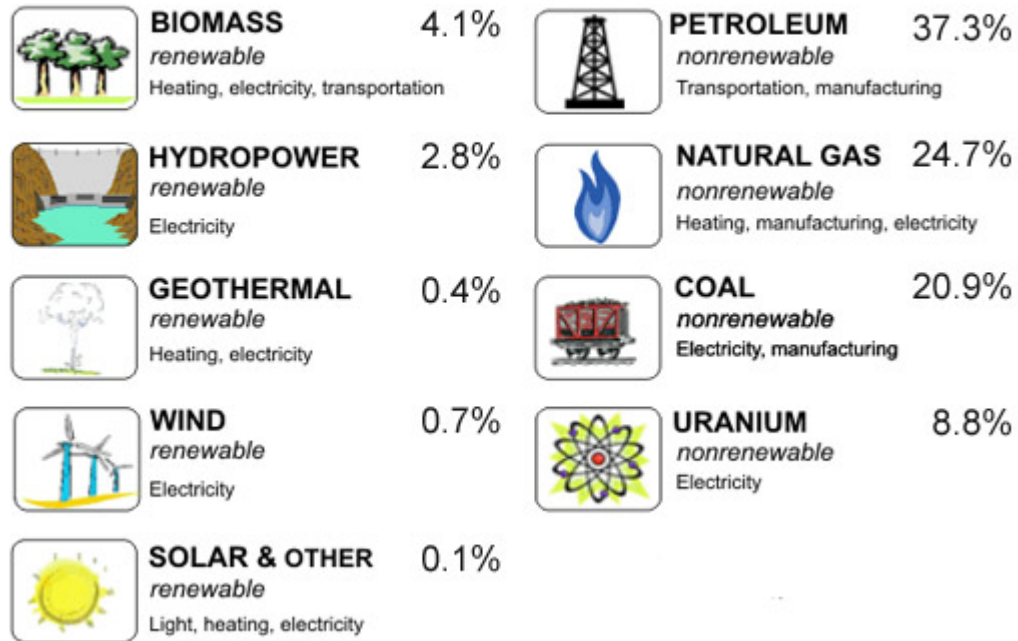 BIOMASS 4.1%
renewable
Heating, electricity, transportation
HYDROPOWER 2.8%
renewable
Electricity
GEOTHERMAL 0.4%
renewable
Heating, electricity
WIND 0.7%
renewable
Electricity
SOLAR & OTHER 0.1%
renewable
Light, heating, electricity
PETROLEUM 37.3%
nonrenewable
Transportation, manufacturing
NATURAL GAS 24.7%
nonrenewable
Heating, manufacturing, electricity
COAL 20.9%
nonrenewable
Electricity, manufacturing
URANIUM 8.8%
nonrenewable
Electricity